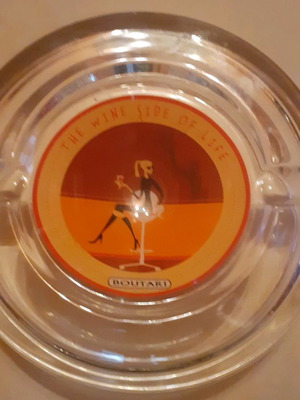 THE WINE SIDE OF LIFE
BOUTARI